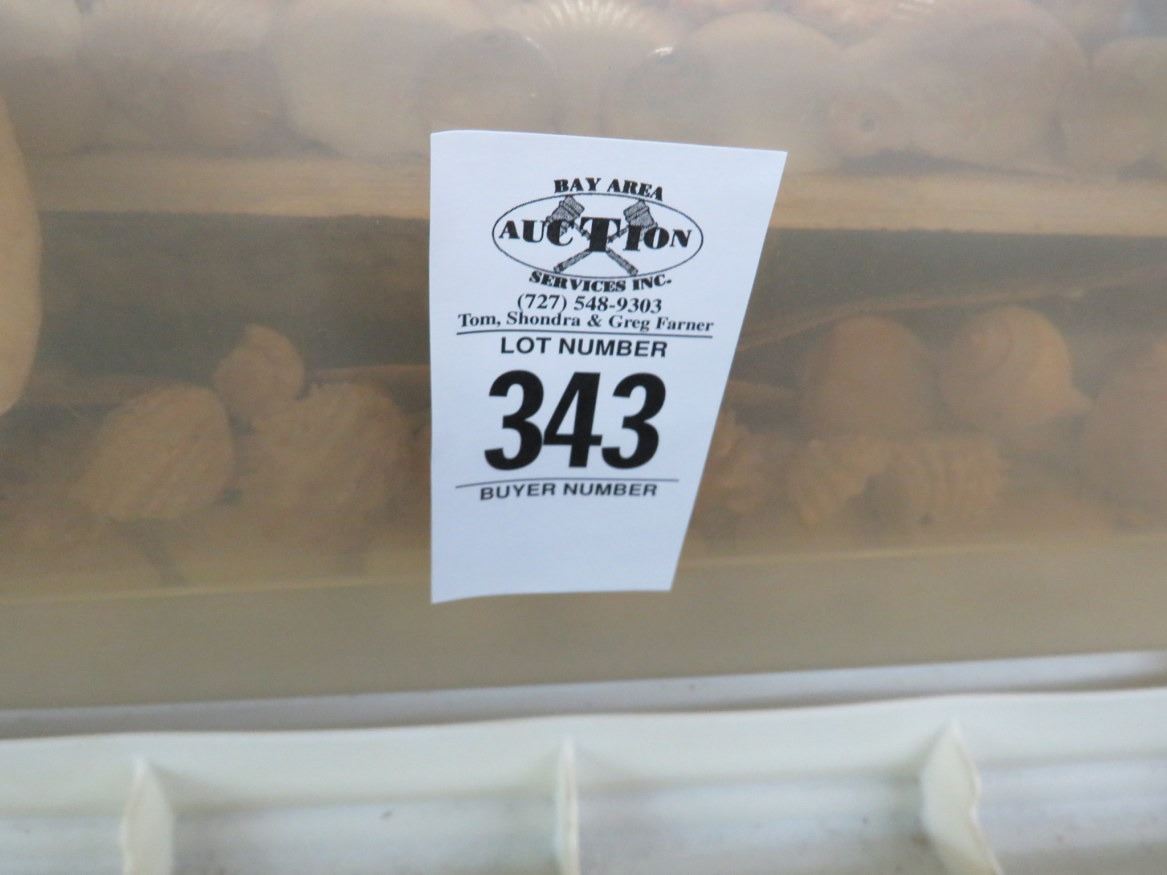 BAY AREA
AUCTION
SERVICES INC.
(727) 548-9303
Tom, Shondra & Greg Farner
LOT NUMBER
343
BUYER NUMBER